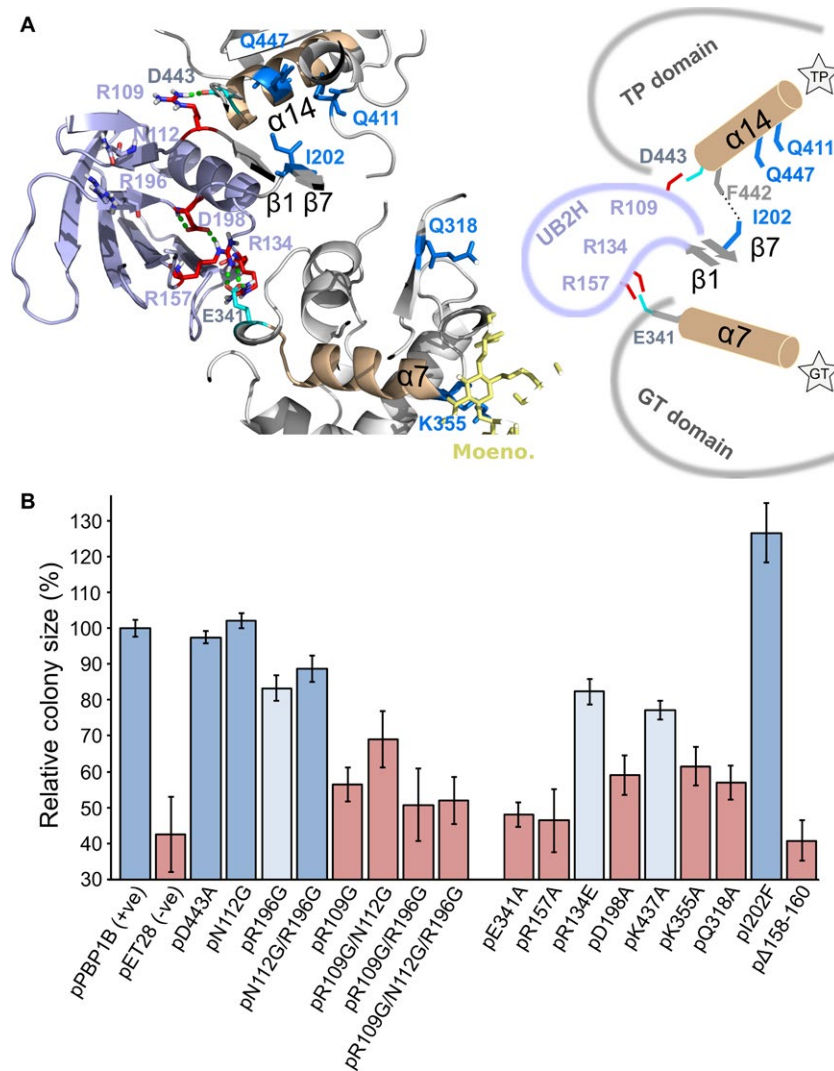 A
Q447
D443
R109
α14
Q411
N112
I202
R196
β1 β7
D198
Q318
R134
R157
E341
α7
K355
Moeno.
TP domain
TP
α14
D443
Q411
Q447
F442
R109
UB2H
I202
R134
β7
R157
β1
E341
α7
GT
GT domain
B
Relative colony size (%)
130
120
110
100
90
80
70
60
50
40
30
pPBP1B (+ve)
pET28 (-ve)
pD443A
pN112G
pR196G
pN112G/R196G
pR109G
pR109G/N112G
pR109G/R196G
pR109G/N112G/R196G
pE341A
pR157A
pR134E
pD198A
pK437A
pK355A
pQ318A
pI202F
pΔ158-160